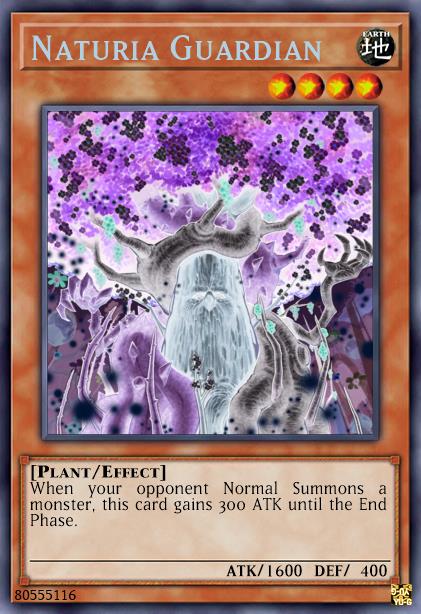 Naturia Guardian
EARTH
地
[Plant/Effect]
When your opponent Normal Summons a
monster, this card gains 300 ATK until the End
Phase.
ATK/1600 DEF/ 400
80555116